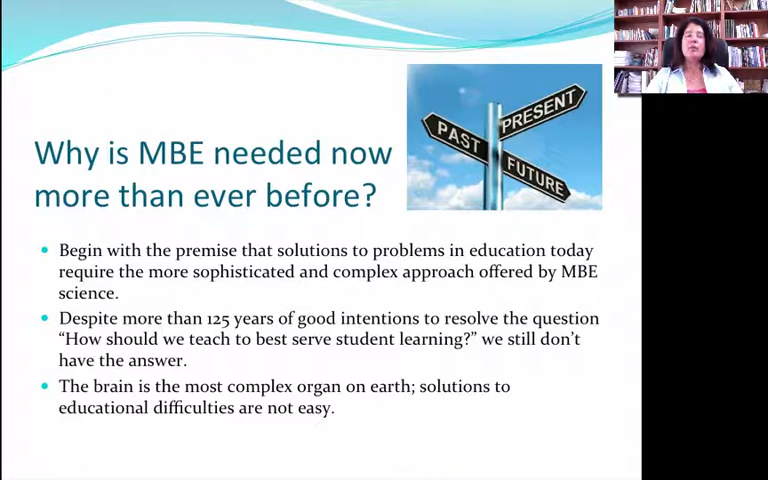 PAST
PRESENT
FUTURE
Why is MBE needed now
more than ever before?
Begin with the premise that solutions to problems in education today
require the more sophisticated and complex approach offered by MBE
science.
Despite more than 125 years of good intentions to resolve the question
“How should we teach to best serve student learning?” we still don’t
have the answer.
The brain is the most complex organ on earth; solutions to
educational difficulties are not easy.